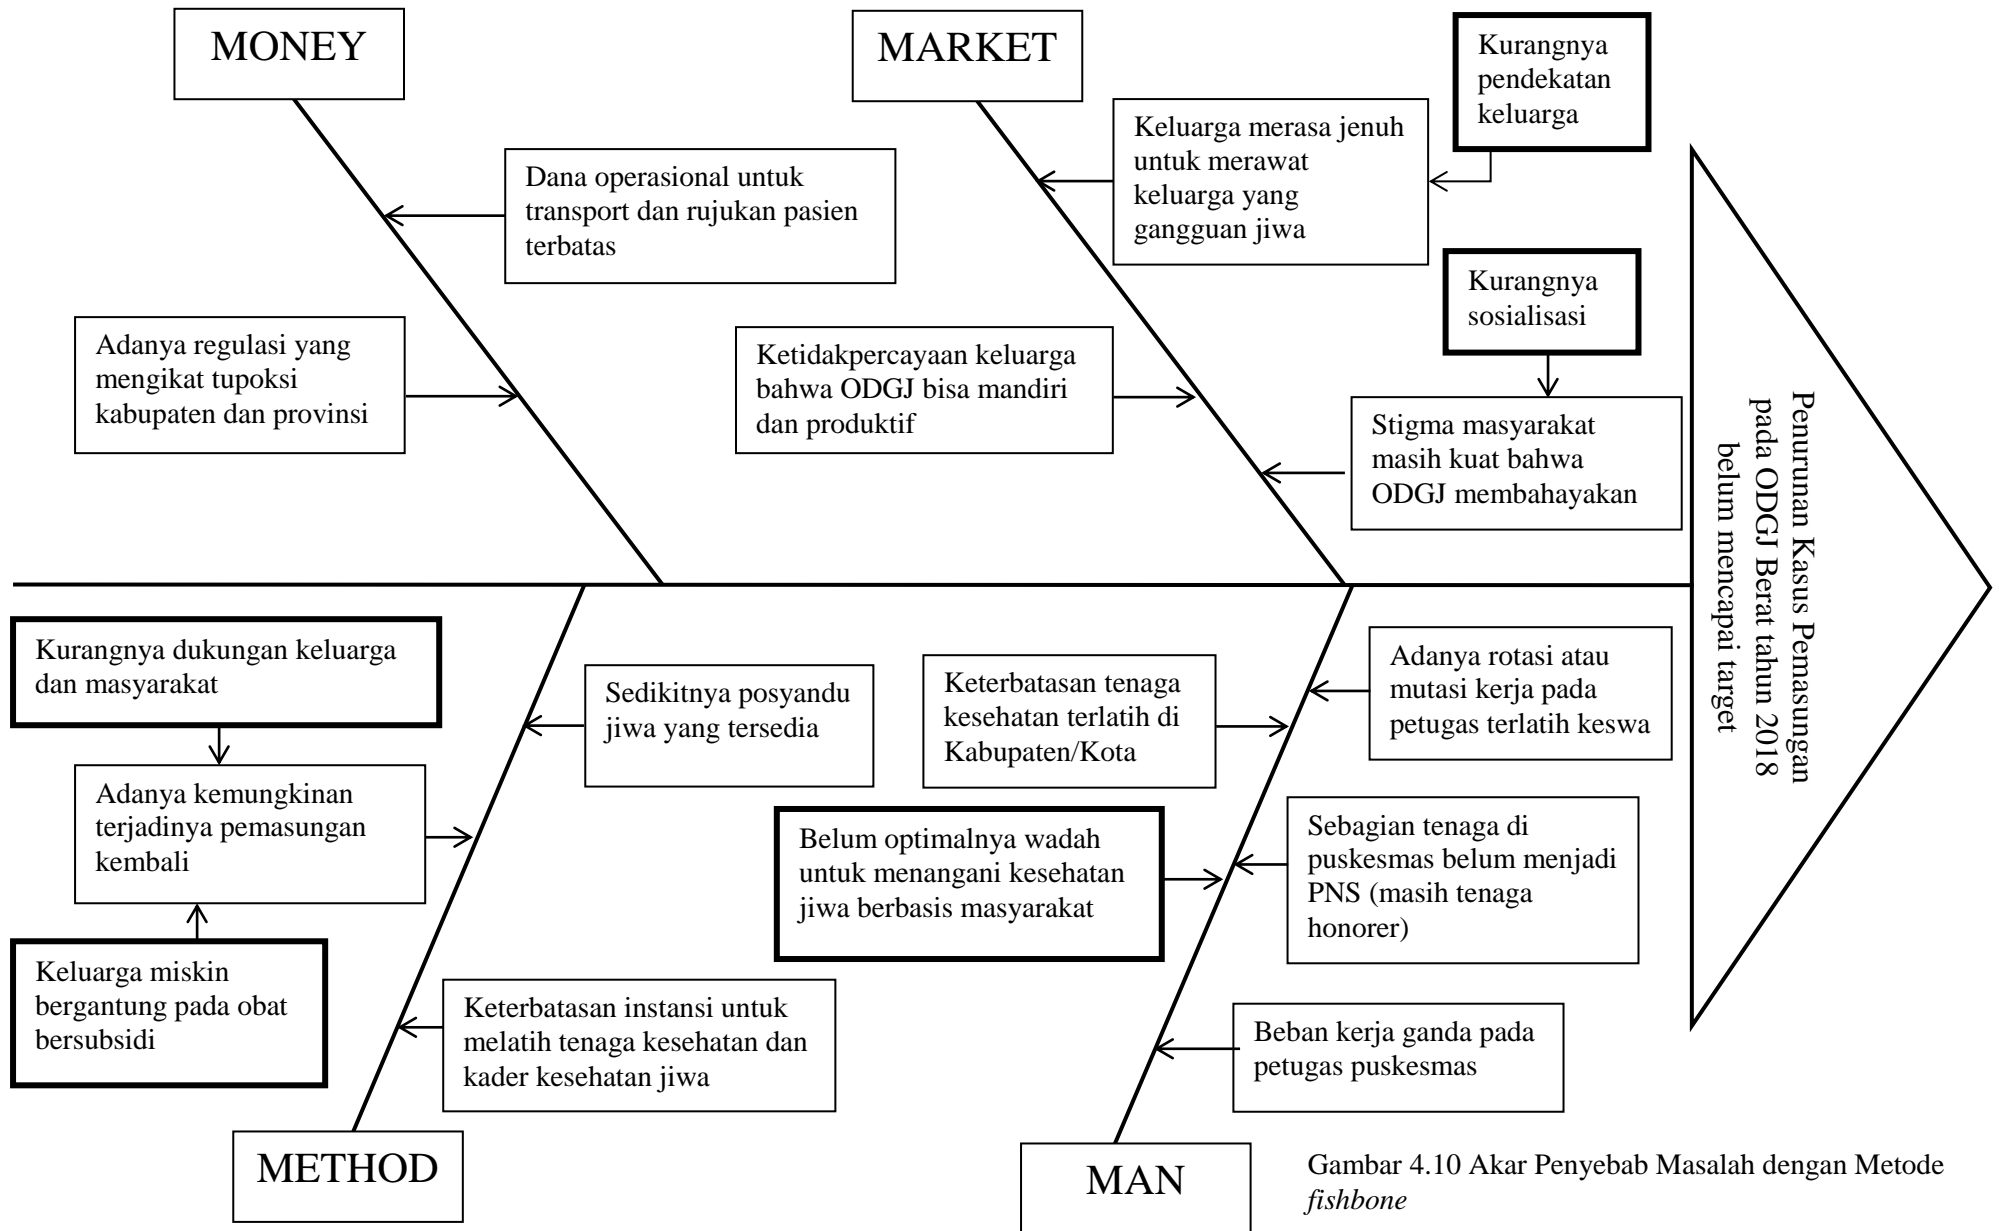 MONEY
MARKET
Kurangnya
pendekatan
keluarga
Keluarga merasa jenuh
untuk merawat
keluarga yang
gangguan jiwa
Dana operasional untuk
transport dan rujukan pasien
terbatas
Kurangnya
sosialisasi
Adanya regulasi yang
mengikat tupoksi
kabupaten dan provinsi
Ketidakpercayaan keluarga
bahwa ODGJ bisa mandiri
dan produktif
Stigma masyarakat
masih kuat bahwa
ODGJ membahayakan
Penurunan Kasus Pemasungan
pada ODGJ Berat tahun 2018
belum mencapai target
Kurangnya dukungan keluarga
dan masyarakat
Sedikitnya posyandu
jiwa yang tersedia
Keterbatasan tenaga
kesehatan terlatih di
Kabupaten/Kota
Adanya rotasi atau
mutasi kerja pada
petugas terlatih keswa
Adanya kemungkinan
terjadinya pemasungan
kembali
Belum optimalnya wadah
untuk menangani kesehatan
jiwa berbasis masyarakat
Sebagian tenaga di
puskesmas belum menjadi
PNS (masih tenaga
honorer)
Keluarga miskin
bergantung pada obat
bersubsidi
Keterbatasan instansi untuk
melatih tenaga kesehatan dan
kader kesehatan jiwa
Beban kerja ganda pada
petugas puskesmas
METHOD
MAN
Gambar 4.10 Akar Penyebab Masalah dengan Metode
fishbone